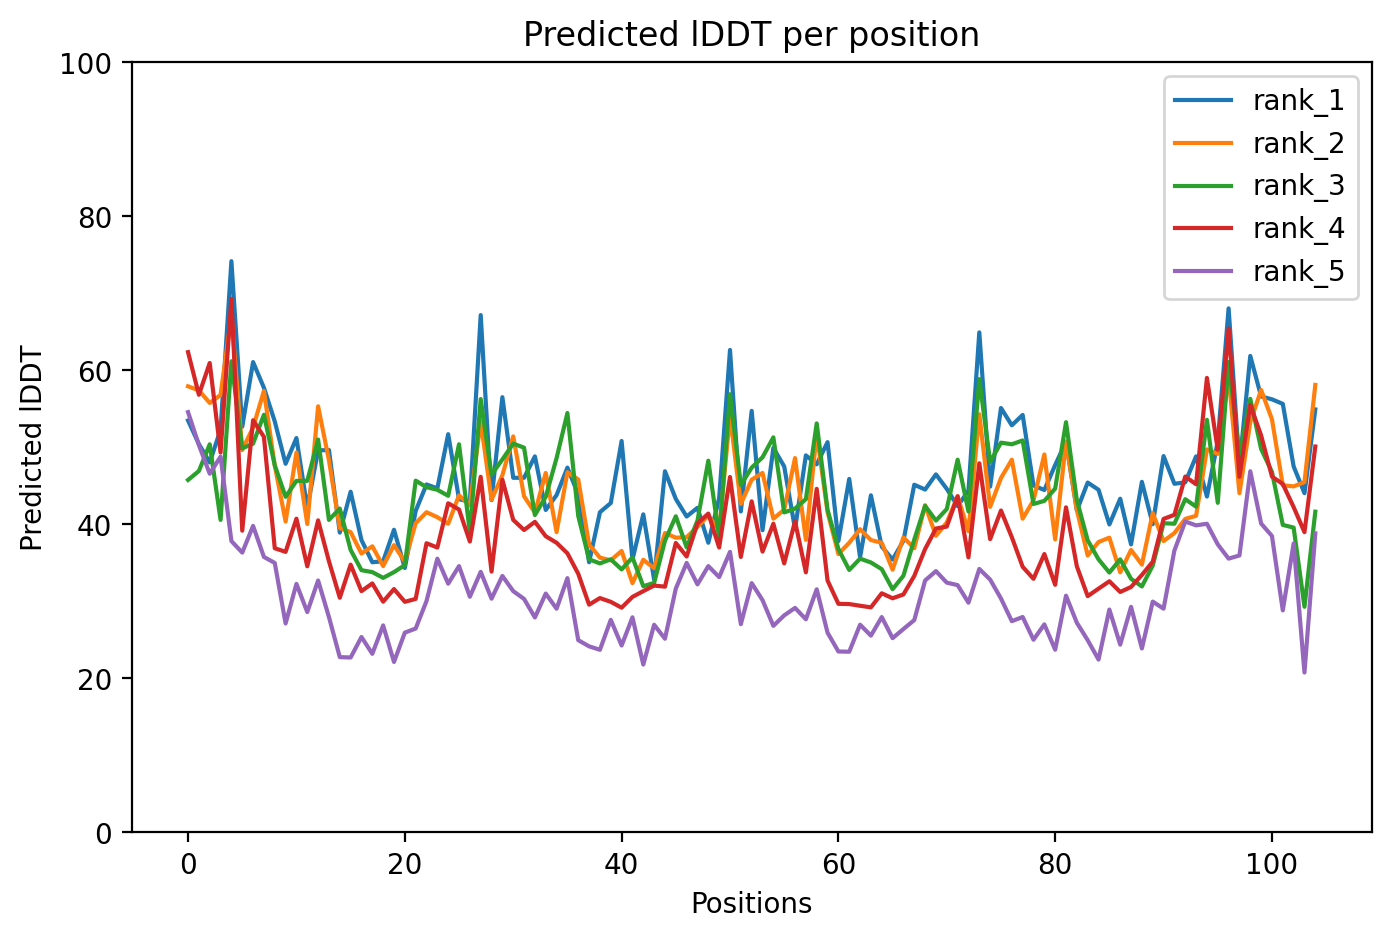 Predicted lDDT per position
100
80
60
40
20
0
Predicted lDDT
0 20 40 60 80 100
Positions
rank_1
rank_2
rank_3
rank_4
rank_5